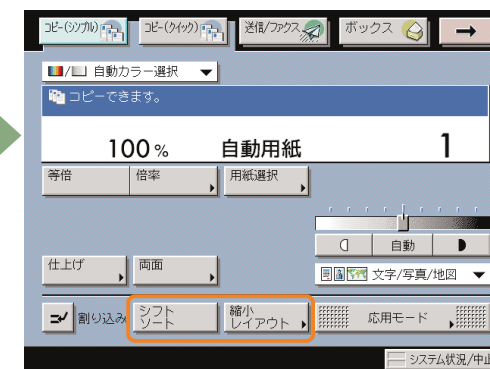 コピー(シンプル)
コピー(クイック)
送信/ファクス
ボックス
自動カラー選択
コピーできます。
100% 自動用紙 1
等倍
倍率
用紙選択
自動
仕上げ
両面
文字/写真/地図
割り込み
シフト
ソート
縮小
レイアウト
応用モード
システム状況/中止